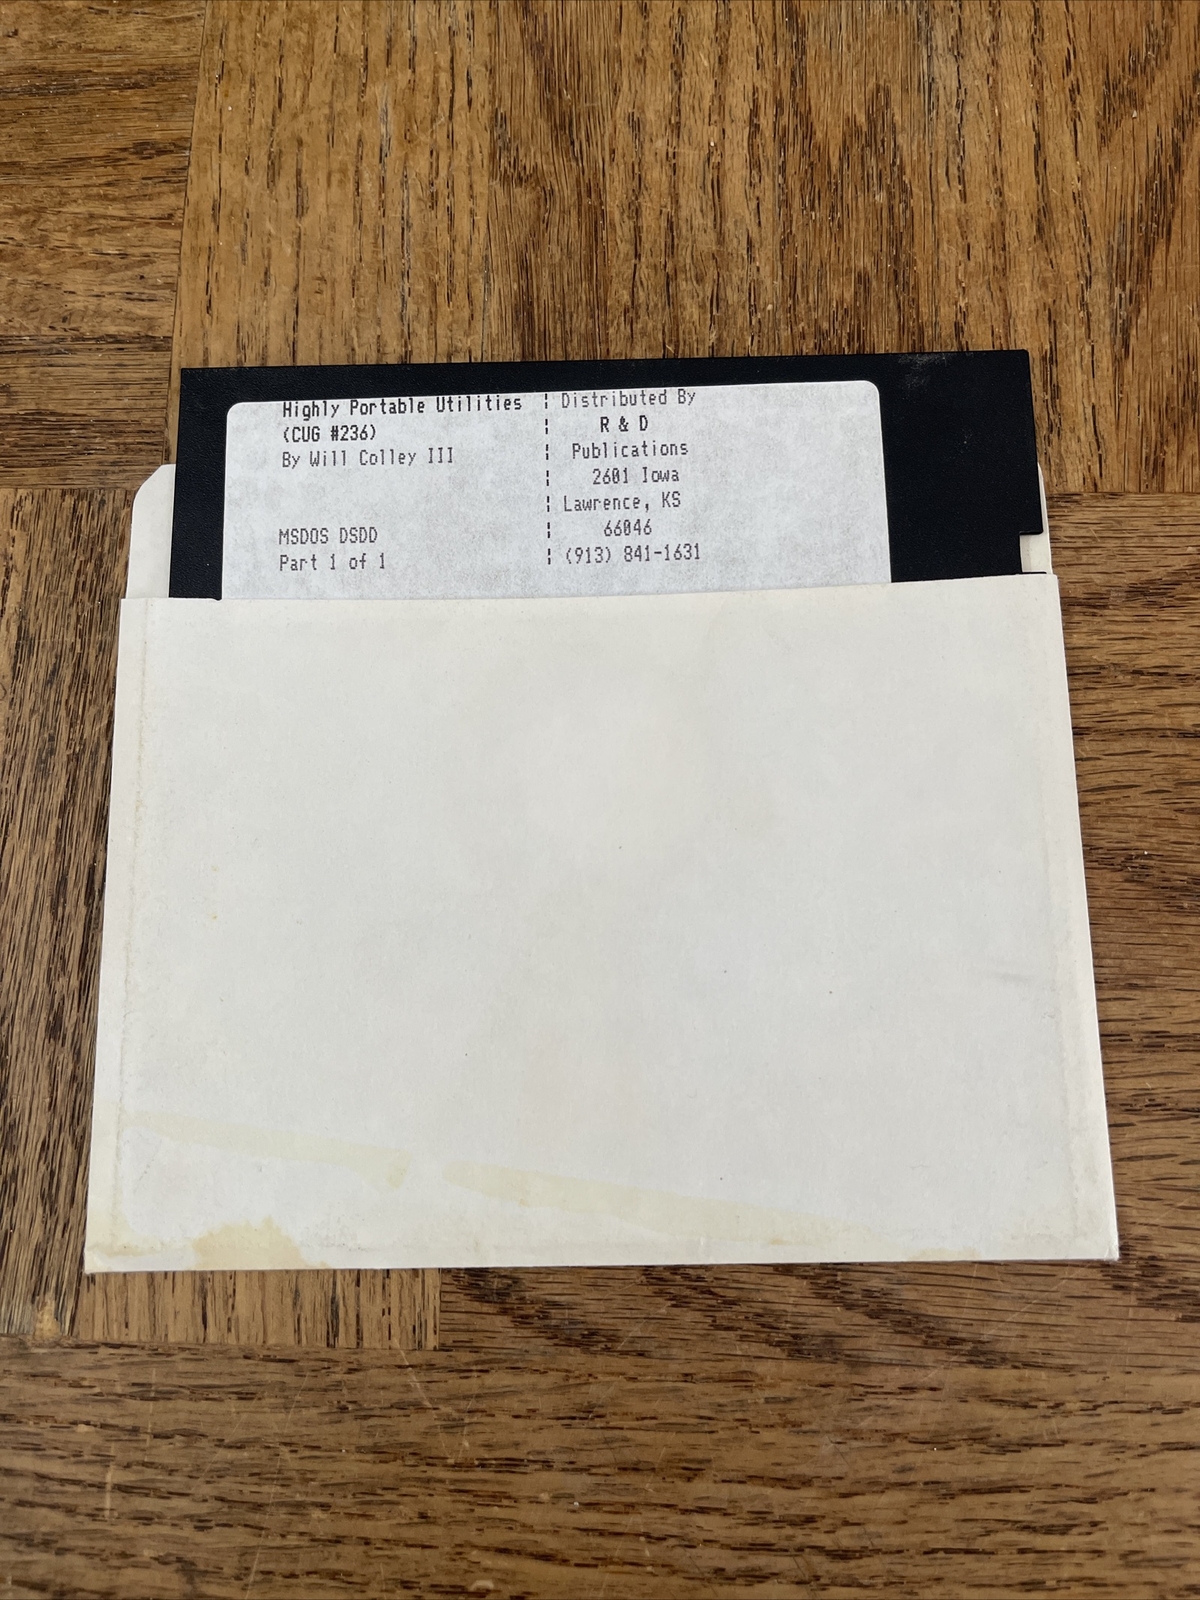 Highly Portable Utilities
(CUG #236)
By Will Colley III
MSDOS DSDD
Part 1 of 1
Distributed By
R & D
Publications
2601 Iowa
Lawrence, KS
66046
(913) 841-1631